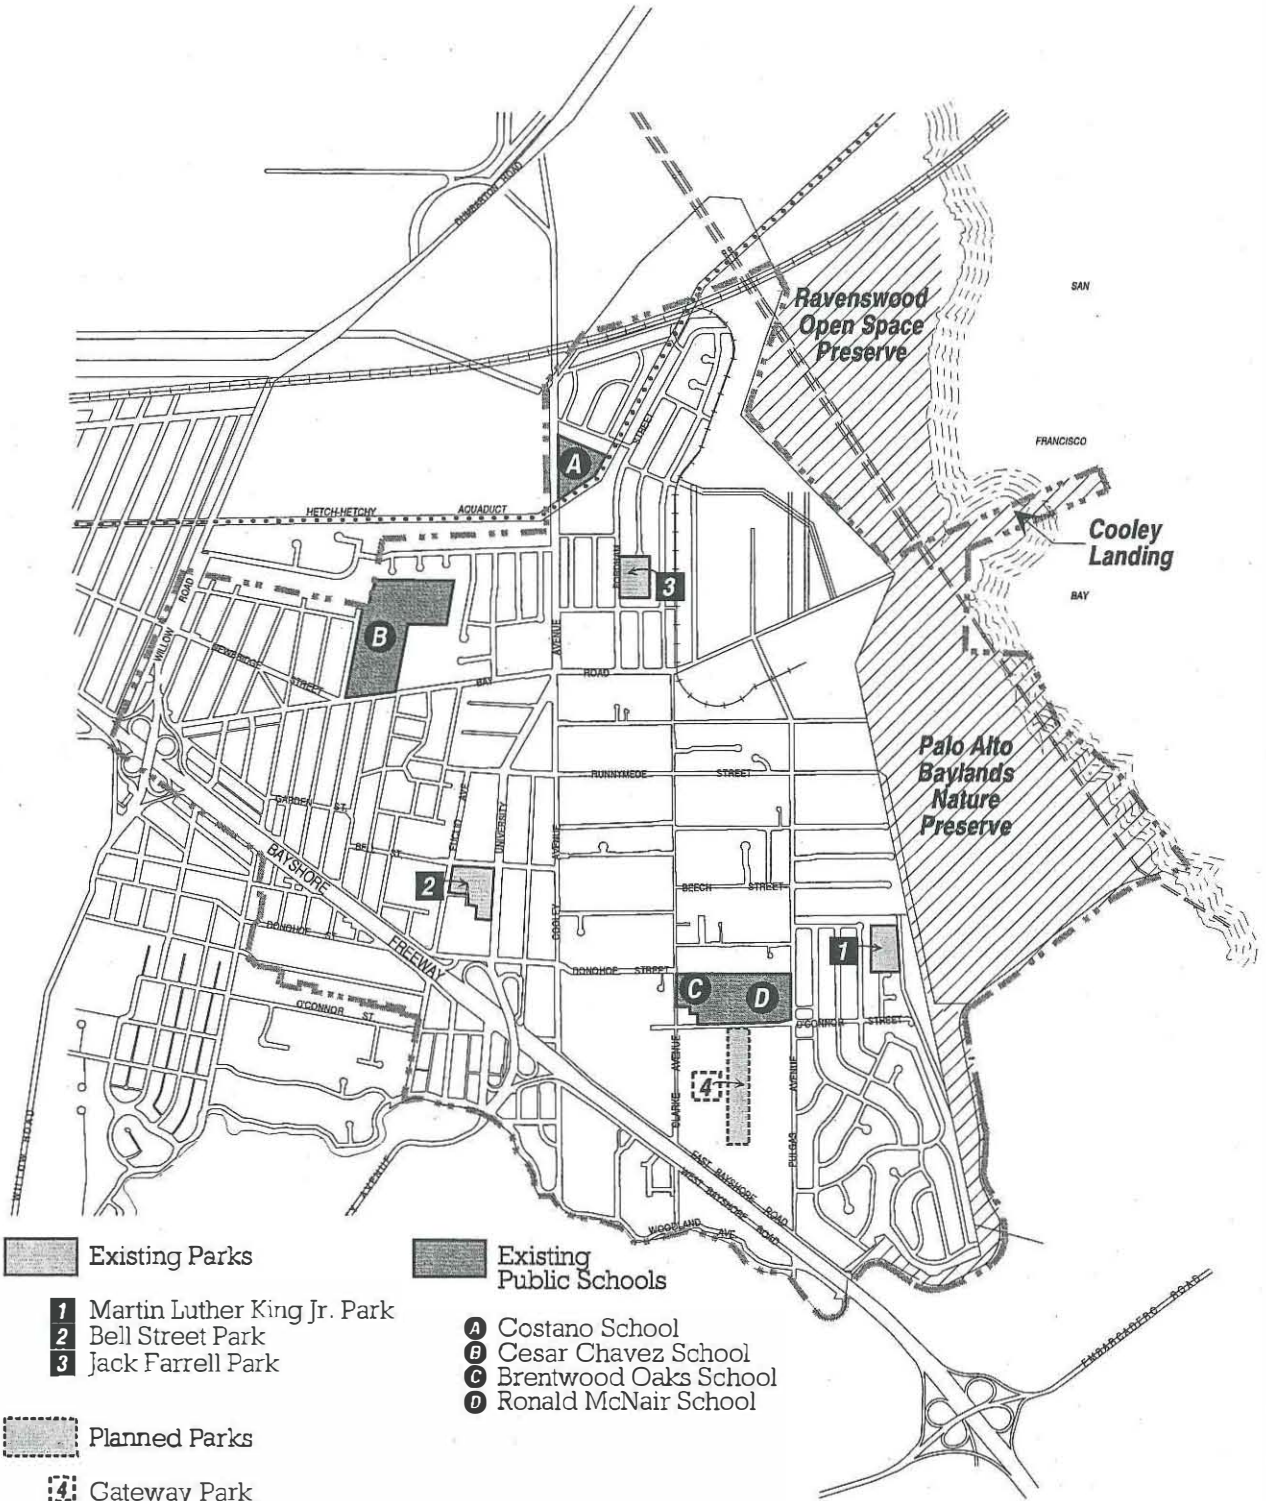 DUMBARTON ROAD
Ravenswood
Open Space
Preserve
SAN
FRANCISCO
BAY
Cooley
Landing
STREET
A
HETCH-HETCHY AQUADUCT
FORDHAM
3
B
WILLOW ROAD
NEWBRIDGE STREET
BAY ROAD
AVENUE
Palo Alto
Baylands
Nature
Preserve
RUNNYMEDE STREET
GARDEN ST
EUCLID AVE
UNIVERSITY
AVENUE
BELL ST
BAYSHORE
FREEWAY
2
BEECH STREET
COOLEY
DONOHOE ST
DONOHOE STREET
1
C
D
O'CONNOR ST
O'CONNOR STREET
4
CLARKE AVENUE
PULGAS AVENUE
WILLOW ROAD
AVENUE
EAST BAYSHORE ROAD
WEST BAYSHORE ROAD
WOODLAND AVE
EMBARCADERO ROAD
Existing Parks
1 Martin Luther King Jr. Park
2 Bell Street Park
3 Jack Farrell Park
Planned Parks
4 Gateway Park
Existing
Public Schools
A Costano School
B Cesar Chavez School
C Brentwood Oaks School
D Ronald McNair School